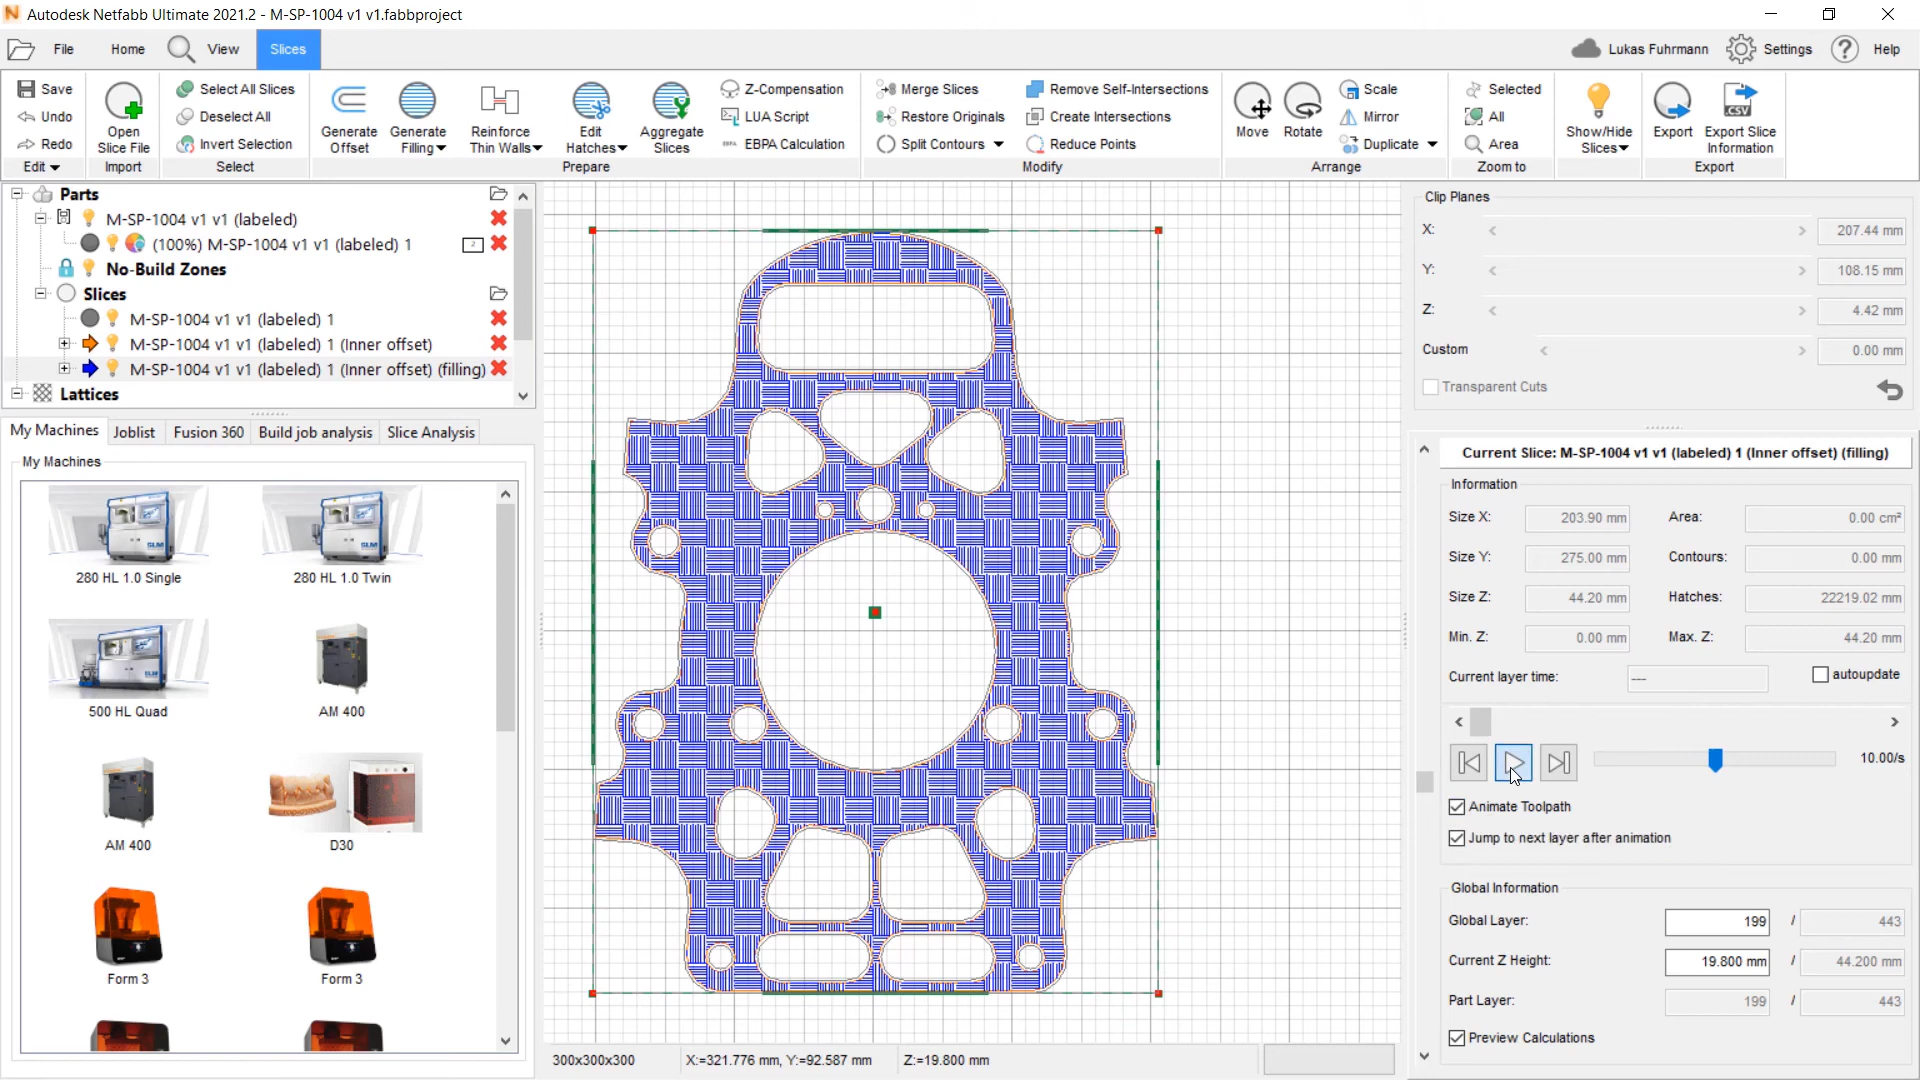 Autodesk Netfabb Ultimate 2021.2 - M-SP-1004 v1 v1.fabbproject
File Home View Slices Lukas Fuhrmann Settings Help
Save
Undo
Redo
Edit
Open Slice File
Import
Select All Slices
Deselect All
Invert Selection
Select
Generate Offset
Generate Filling
Reinforce Thin Walls
Edit Hatches
Aggregate Slices
Z-Compensation
LUA Script
EBPA Calculation
Prepare
Merge Slices
Restore Originals
Split Contours
Remove Self-Intersections
Create Intersections
Reduce Points
Modify
Move
Rotate
Scale
Mirror
Duplicate
Arrange
Selected
All
Area
Zoom to
Show/Hide Slices
Export
Export Slice Information
Export
Parts
M-SP-1004 v1 v1 (labeled)
(100%) M-SP-1004 v1 v1 (labeled) 1
No-Build Zones
Slices
M-SP-1004 v1 v1 (labeled) 1
M-SP-1004 v1 v1 (labeled) 1 (Inner offset)
M-SP-1004 v1 v1 (labeled) 1 (Inner offset) (filling)
Lattices
My Machines Joblist Fusion 360 Build job analysis Slice Analysis
My Machines
280 HL 1.0 Single
280 HL 1.0 Twin
500 HL Quad
AM 400
AM 400
D30
Form 3
Form 3
300x300x300 X:=321.776 mm, Y:=92.587 mm Z:=19.800 mm
Clip Planes
X: 207.44 mm
Y: 108.15 mm
Z: 4.42 mm
Custom 0.00 mm
Transparent Cuts
Current Slice: M-SP-1004 v1 v1 (labeled) 1 (Inner offset) (filling)
Information
Size X: 203.90 mm Area: 0.00 cm²
Size Y: 275.00 mm Contours: 0.00 mm
Size Z: 44.20 mm Hatches: 22219.02 mm
Min. Z: 0.00 mm Max. Z: 44.20 mm
Current layer time: --- autoupdate
10.00/s
Animate Toolpath
Jump to next layer after animation
Global Information
Global Layer: 199 / 443
Current Z Height: 19.800 mm / 44.200 mm
Part Layer: 199 / 443
Preview Calculations